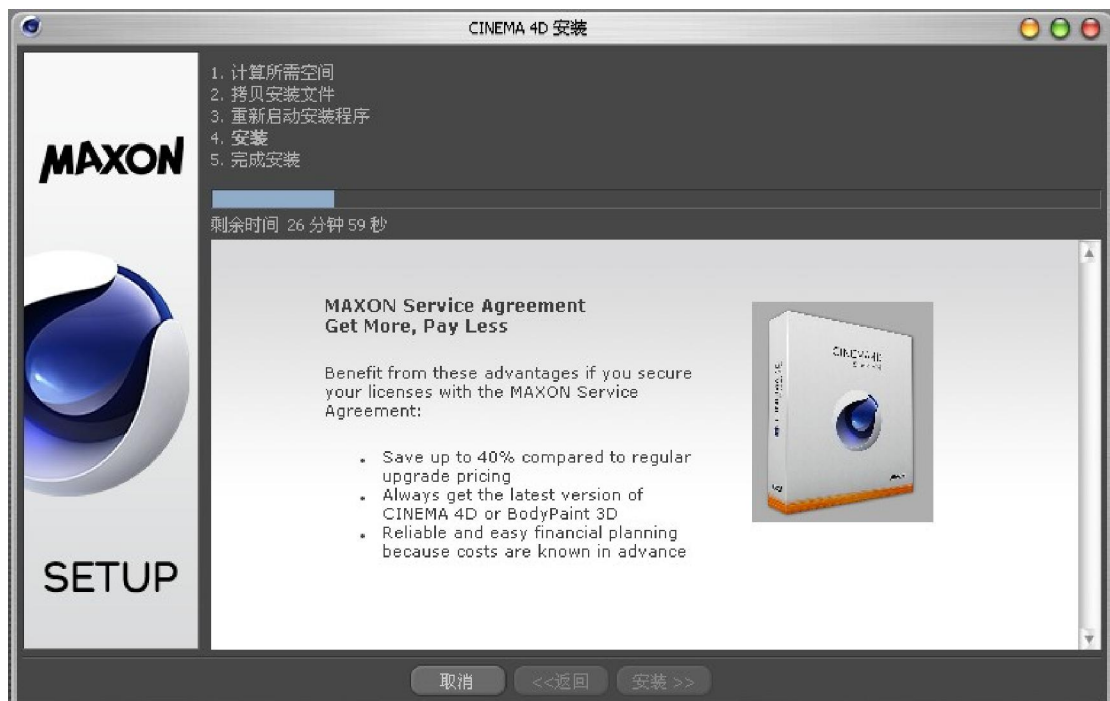 CINEMA 4D 安装
1. 计算所需空间
2. 拷贝安装文件
3. 重新启动安装程序
4. 安装
5. 完成安装
MAXON
剩余时间 26 分钟 59 秒
MAXON Service Agreement
Get More, Pay Less
Benefit from these advantages if you secure
your licenses with the MAXON Service
Agreement:
• Save up to 40% compared to regular
upgrade pricing
• Always get the latest version of
CINEMA 4D or BodyPaint 3D
• Reliable and easy financial planning
because costs are known in advance
CINEMA 4D
SETUP
取消
<<返回
安装 >>